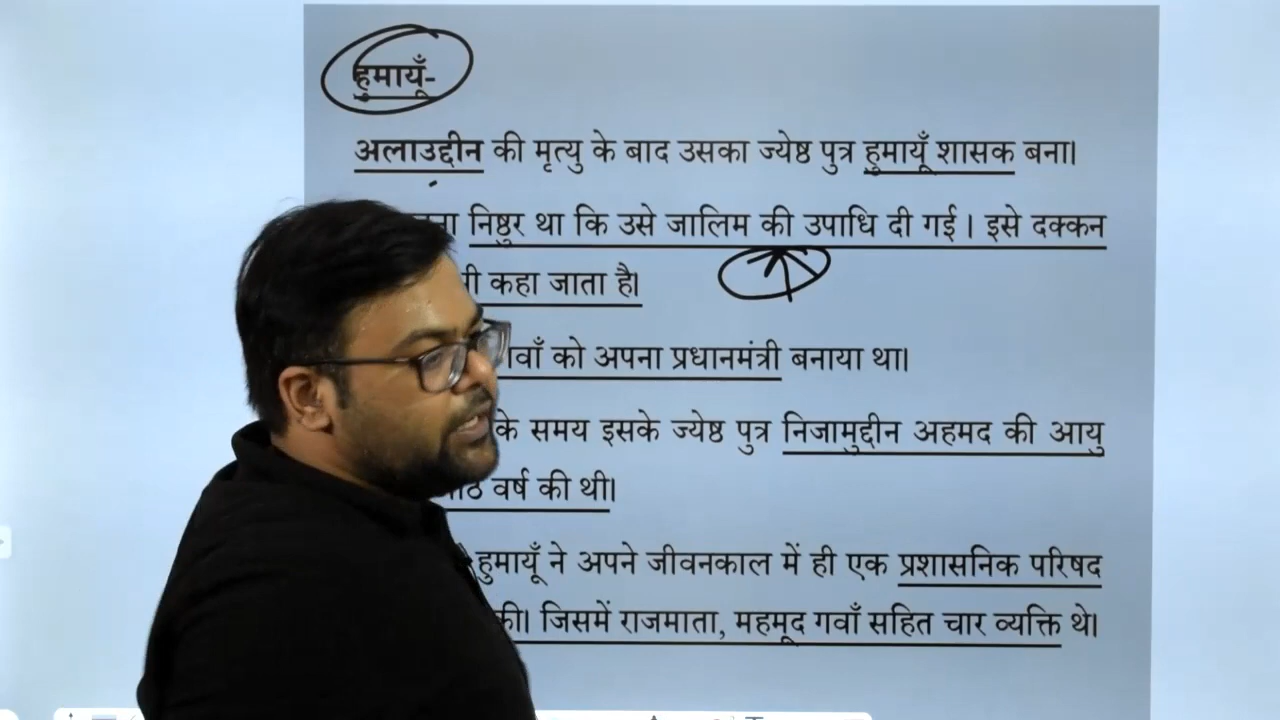 हुमायूँ-
अलाउद्दीन की मृत्यु के बाद उसका ज्येष्ठ पुत्र हुमायूँ शासक बना।
निष्ठुर था कि उसे जालिम की उपाधि दी गई। इसे दक्कन
कहा जाता है।
को अपना प्रधानमंत्री बनाया था।
के समय इसके ज्येष्ठ पुत्र निजामुद्दीन अहमद की आयु
वर्ष की थी।
हुमायूँ ने अपने जीवनकाल में ही एक प्रशासनिक परिषद
की। जिसमें राजमाता, महमूद गवाँ सहित चार व्यक्ति थे।